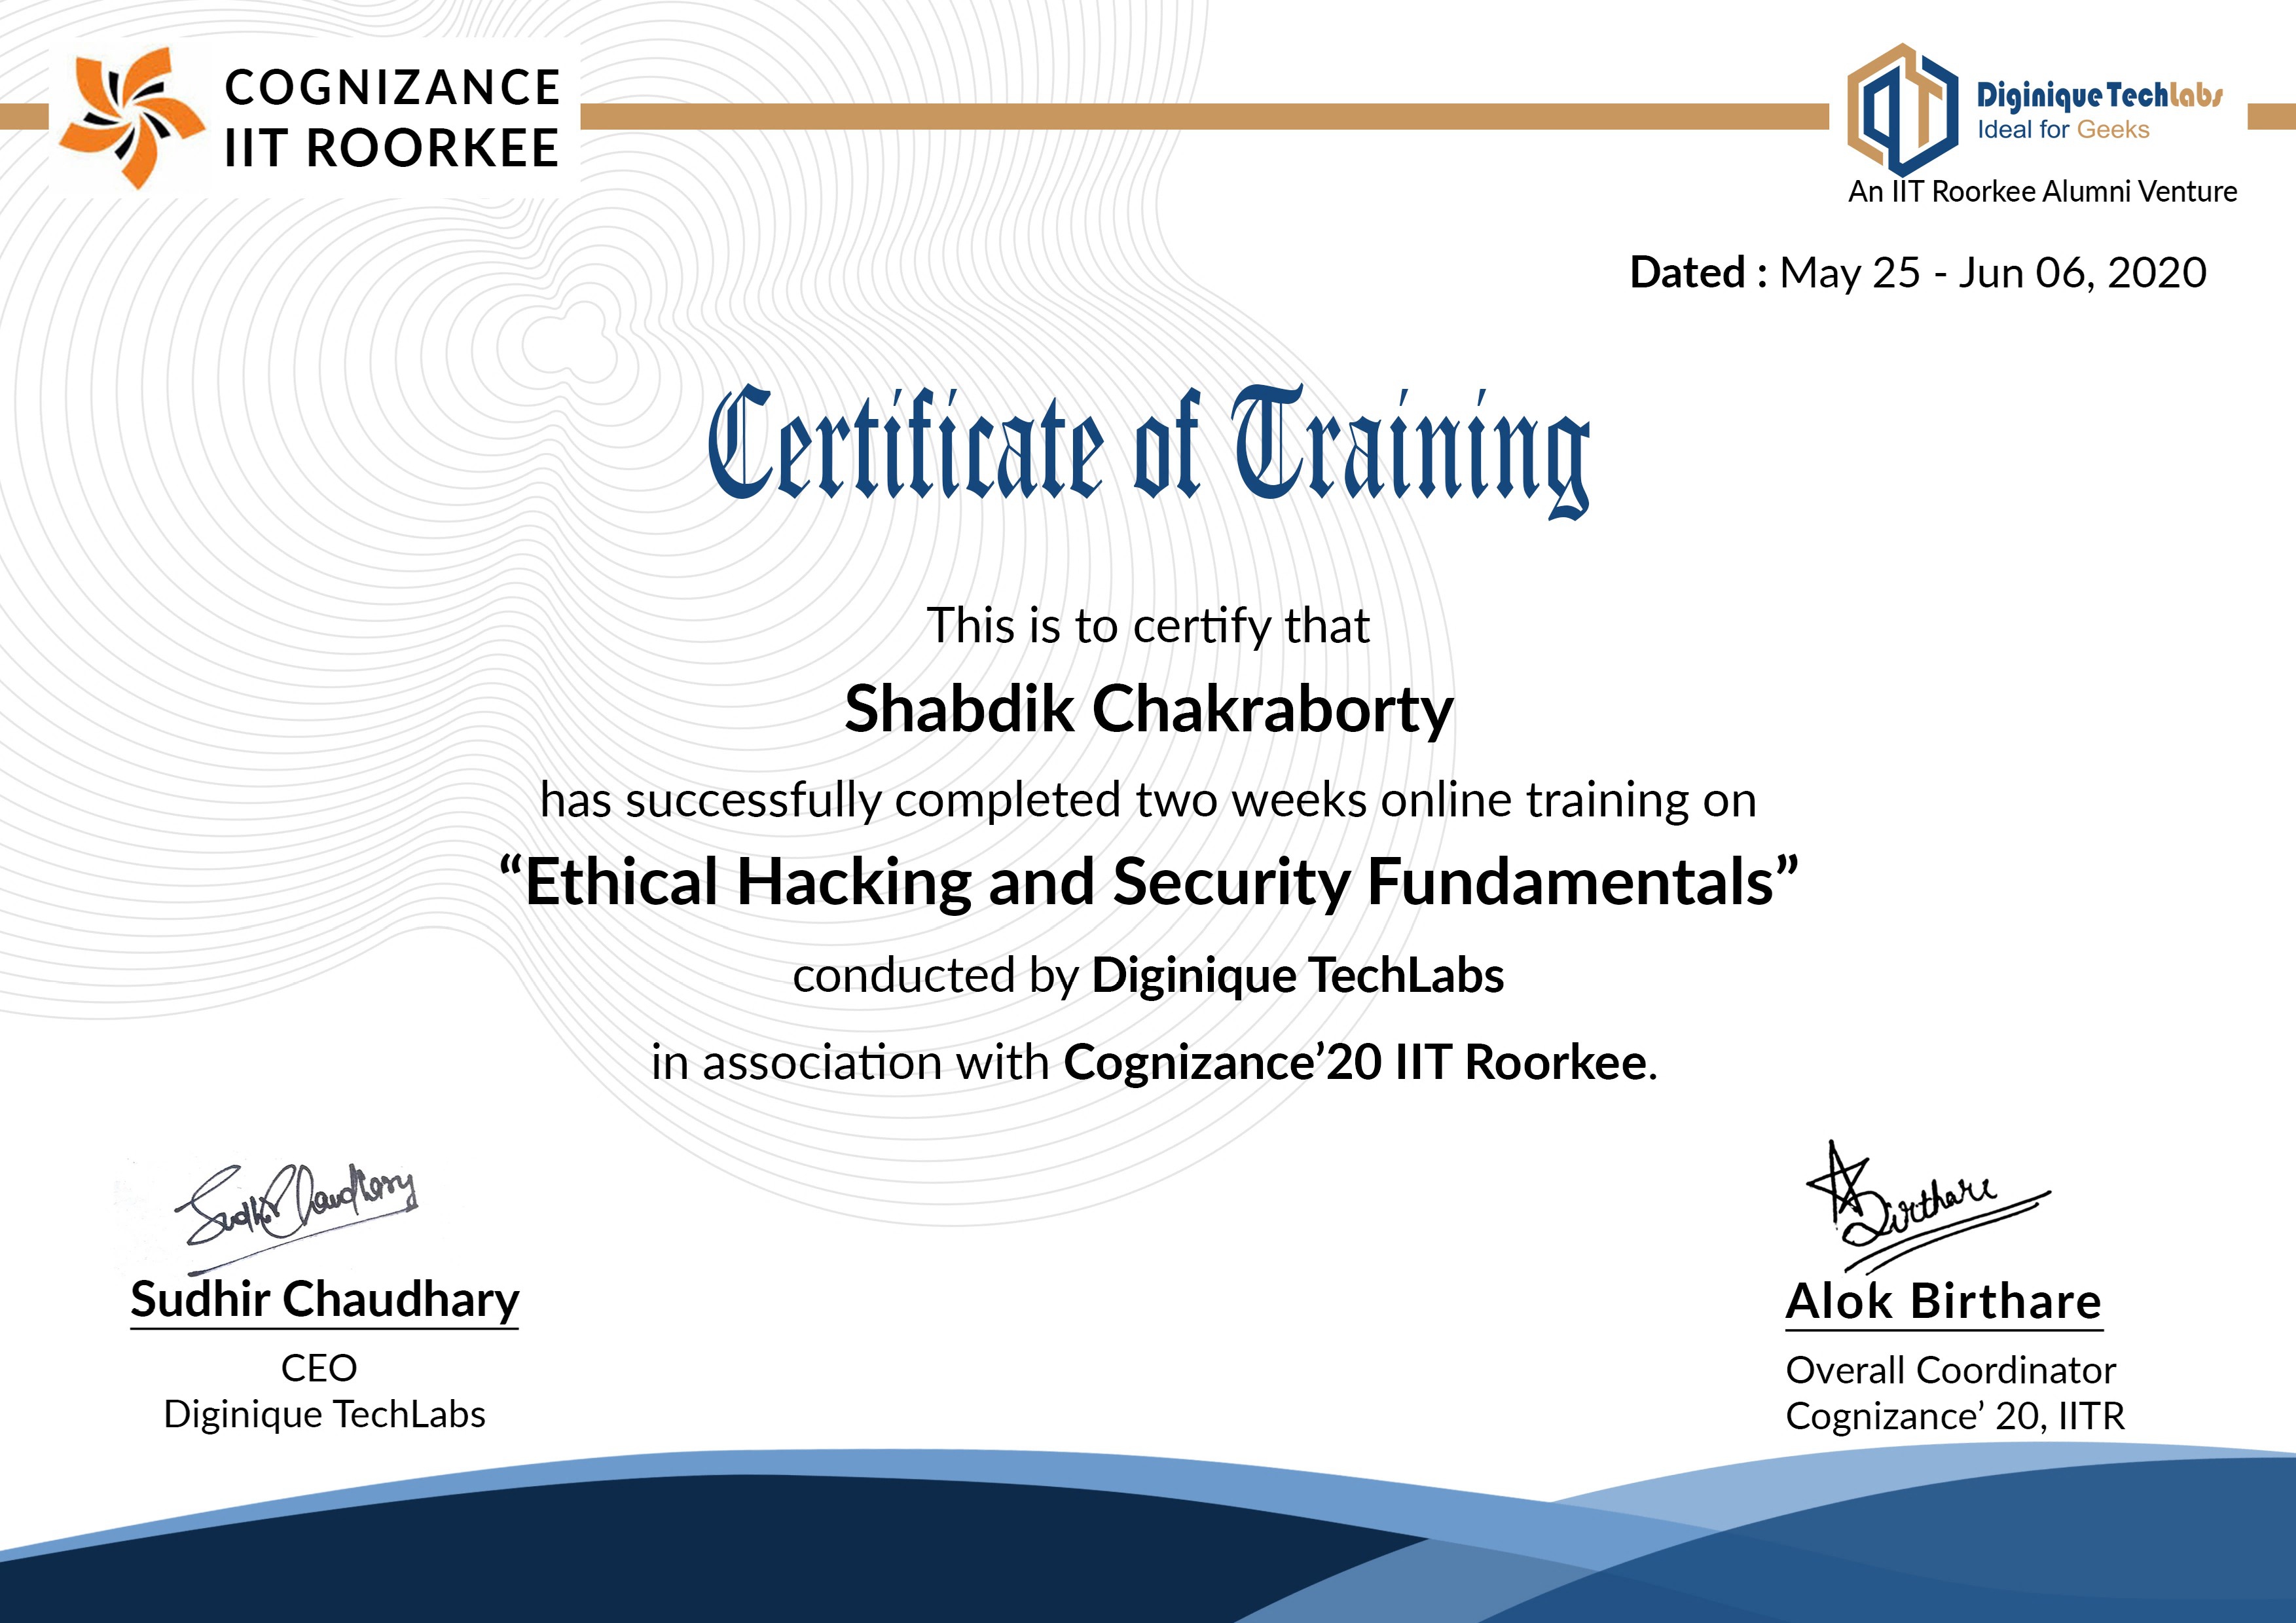 COGNIZANCE
IIT ROORKEE
Diginique TechLabs
Ideal for Geeks
An IIT Roorkee Alumni Venture
Dated : May 25 - Jun 06, 2020
Certificate of Training
This is to certify that
Shabdik Chakraborty
has successfully completed two weeks online training on
“Ethical Hacking and Security Fundamentals”
conducted by Diginique TechLabs
in association with Cognizance’20 IIT Roorkee.
Sudhir Chaudhary
Birthare
Sudhir Chaudhary
CEO
Diginique TechLabs
Alok Birthare
Overall Coordinator
Cognizance’ 20, IITR